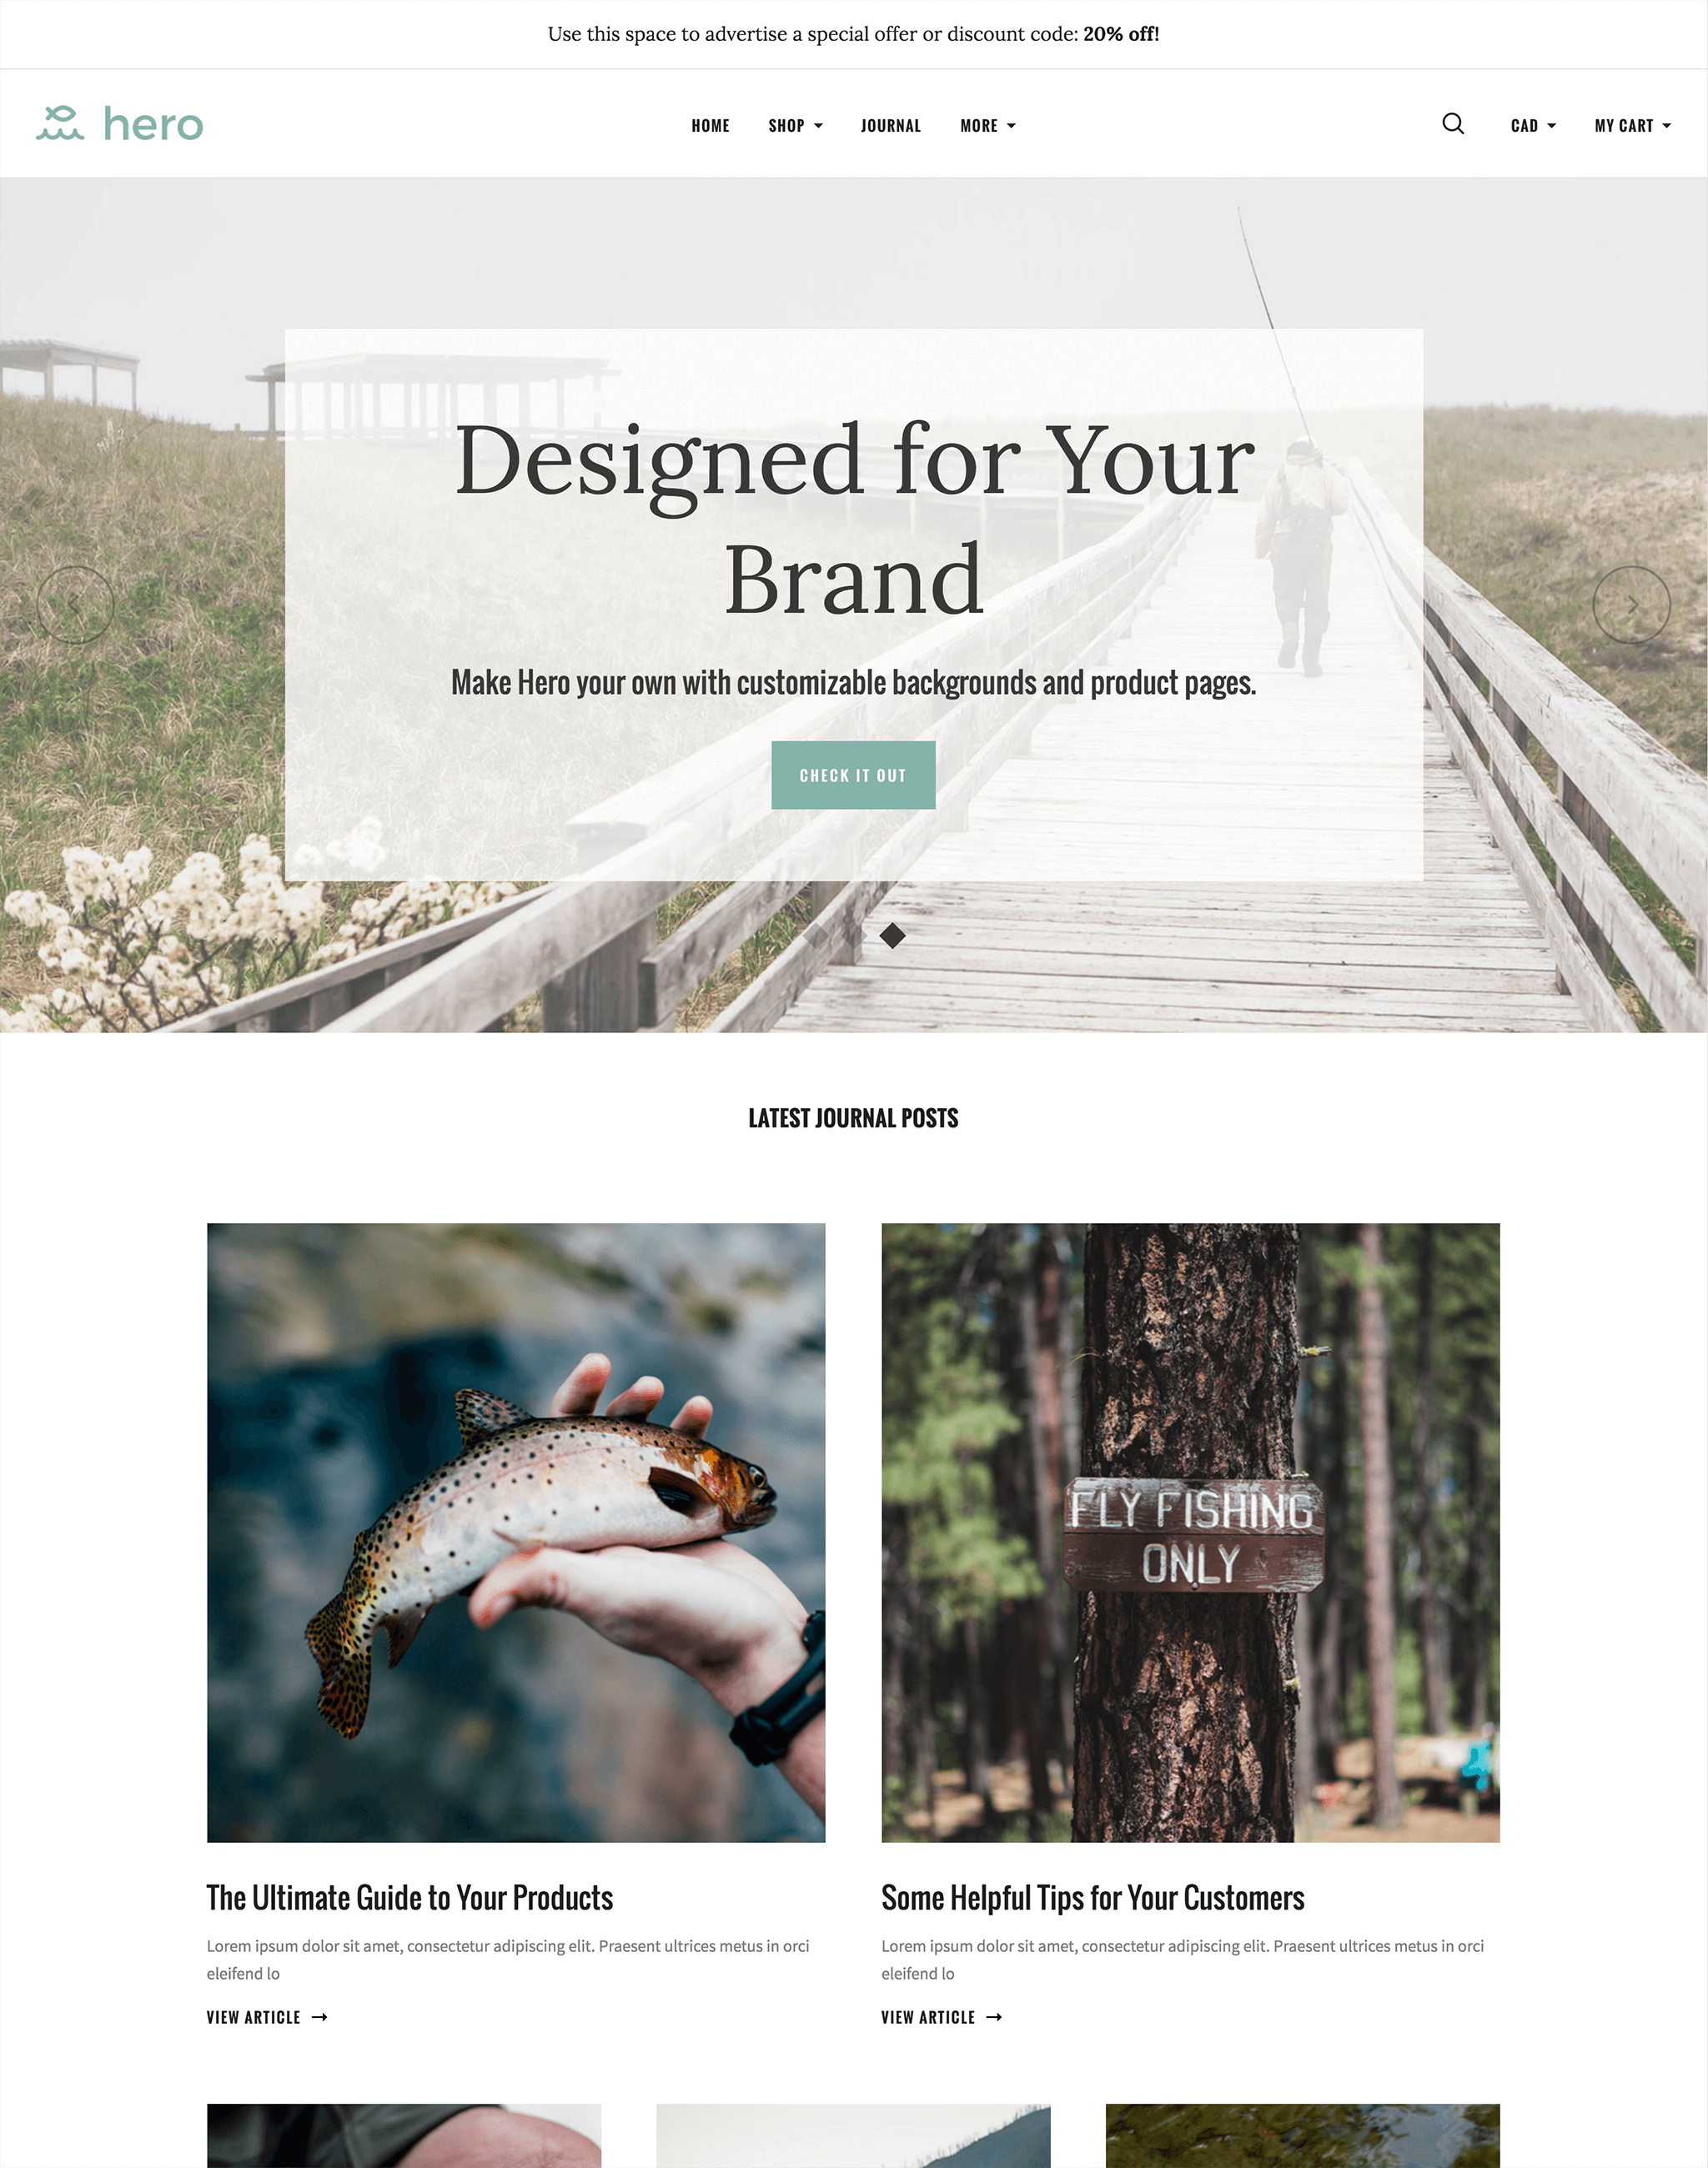 Use this space to advertise a special offer or discount code: 20% off!
hero
HOME
SHOP
JOURNAL
MORE
CAD
MY CART
Designed for Your
Brand
Make Hero your own with customizable backgrounds and product pages.
CHECK IT OUT
LATEST JOURNAL POSTS
FLY FISHING
ONLY
The Ultimate Guide to Your Products
Lorem ipsum dolor sit amet, consectetur adipiscing elit. Praesent ultrices metus in orci
eleifend lo
VIEW ARTICLE →
Some Helpful Tips for Your Customers
Lorem ipsum dolor sit amet, consectetur adipiscing elit. Praesent ultrices metus in orci
eleifend lo
VIEW ARTICLE →